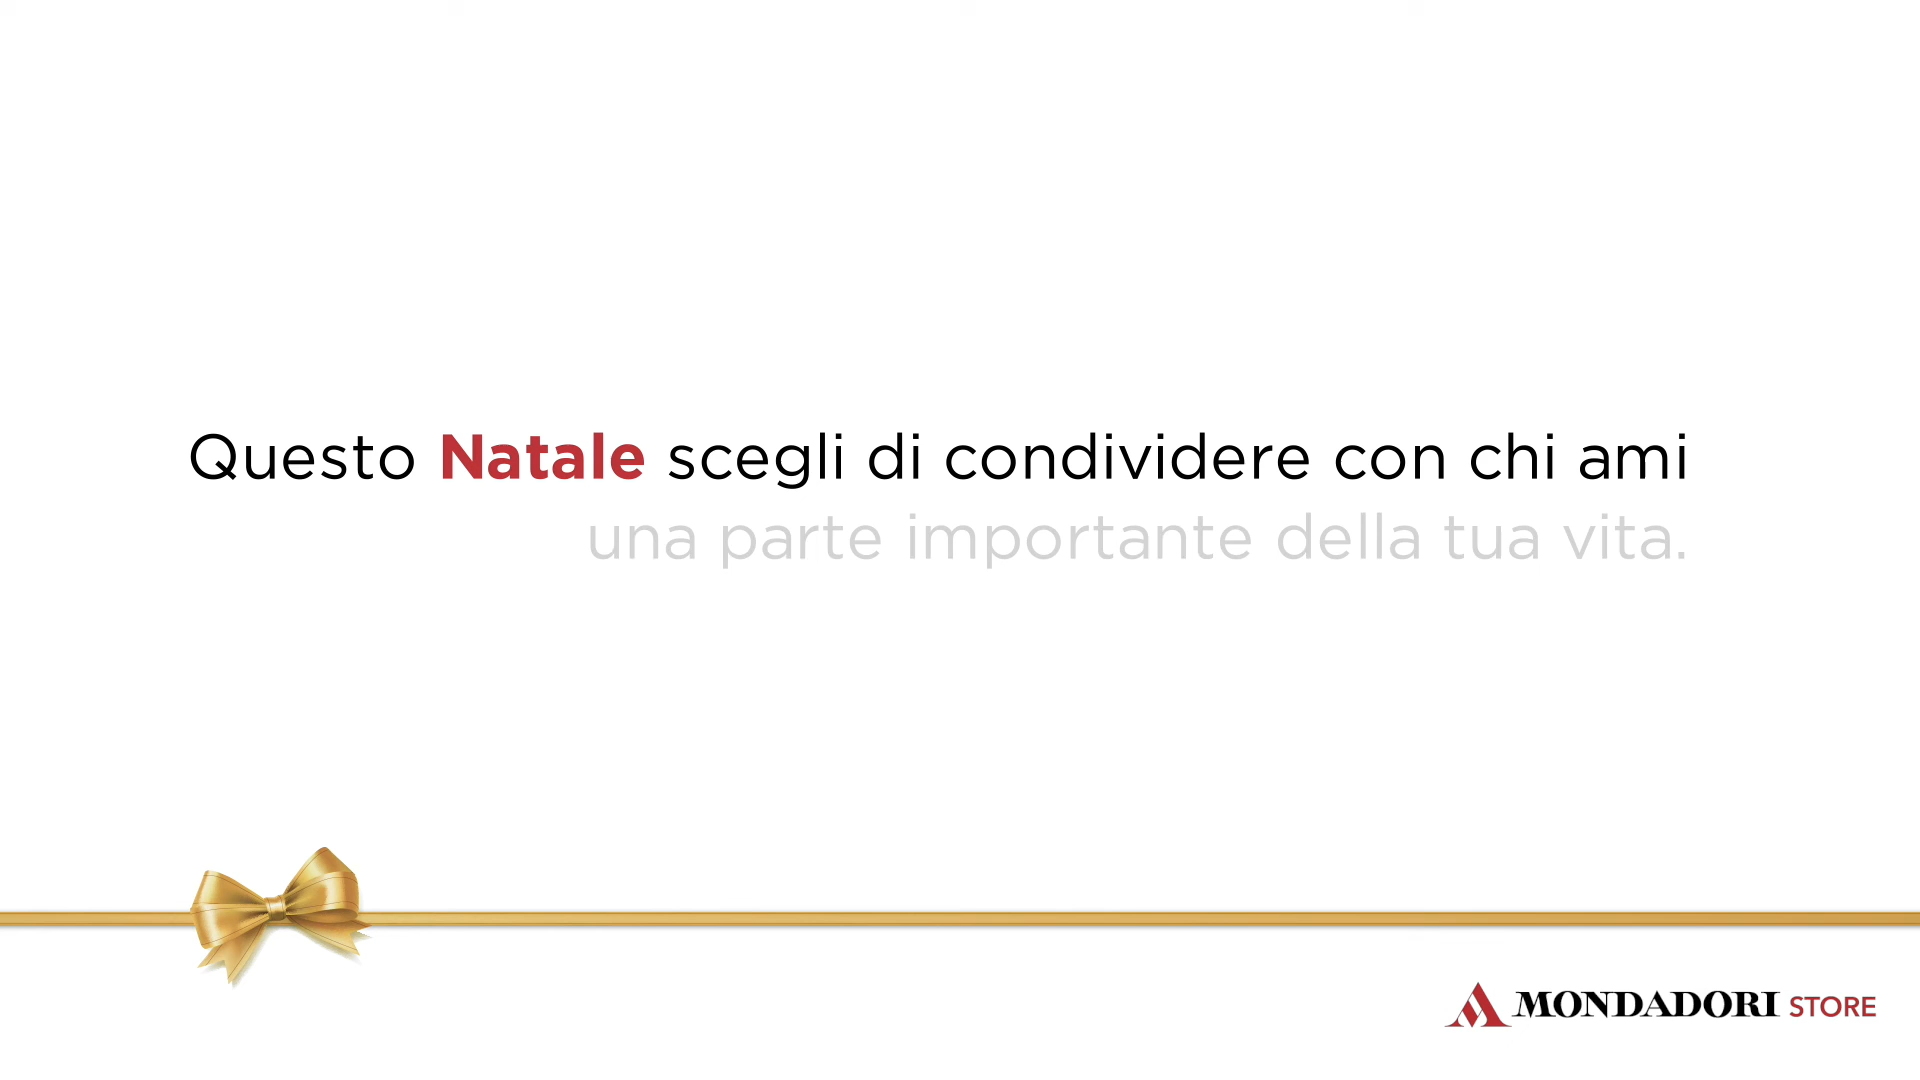 Questo Natale scegli di condividere con chi ami
una parte importante della tua vita.
MONDADORI STORE